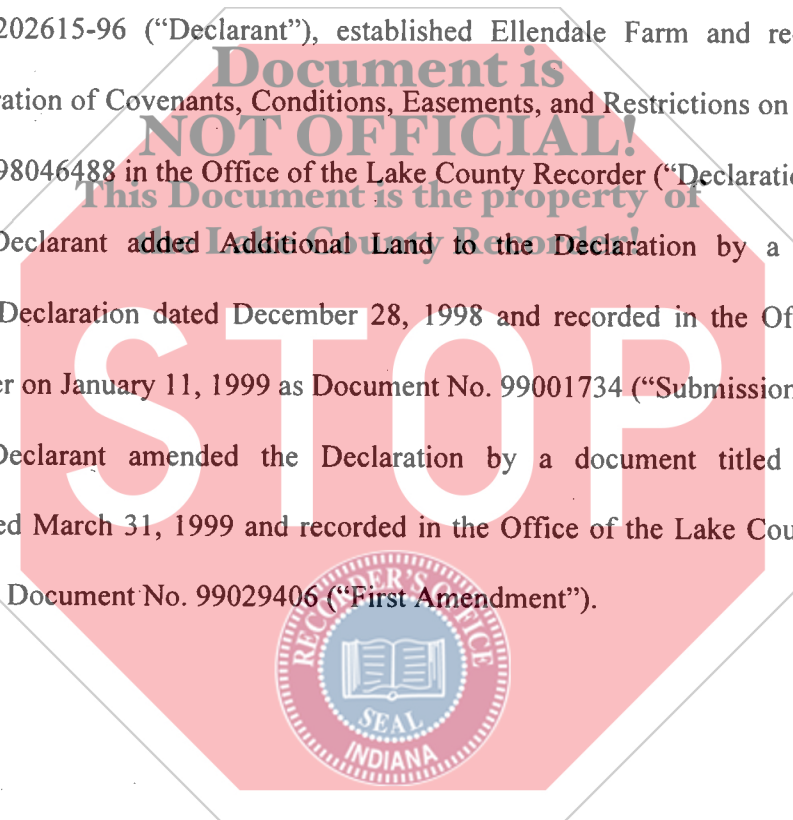 202615-96 (“Declarant”), established Ellendale Farm and re
Document is
ation of Covenants, Conditions, Easements, and Restrictions on
NOT OFFICIAL!
98046488 in the Office of the Lake County Recorder (“Declaratio
This Document is the property of
Declarant added Additional Land to the Declaration by a
the Lake County Recorder!
Declaration dated December 28, 1998 and recorded in the Of
er on January 11, 1999 as Document No. 99001734 (“Submission
STOP
Declarant amended the Declaration by a document titled
ed March 31, 1999 and recorded in the Office of the Lake Cou
Document No. 99029406 (“First Amendment”).
RECORDER'S OFFICE
SEAL
INDIANA